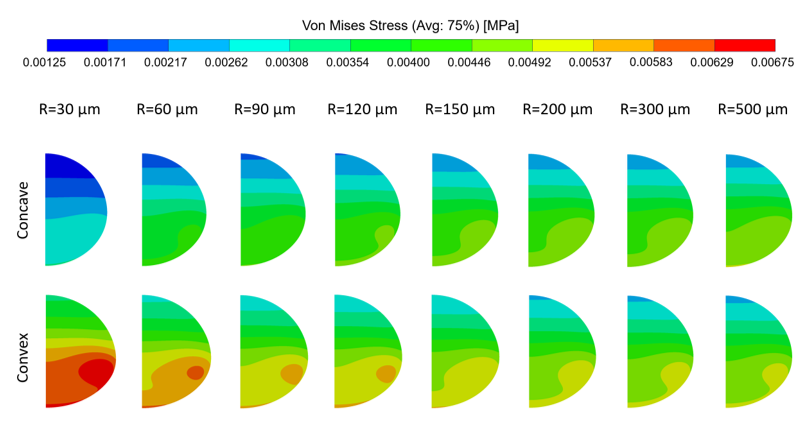 Von Mises Stress (Avg: 75%) [MPa]
0.00125 0.00171 0.00217 0.00262 0.00308 0.00354 0.00400 0.00446 0.00492 0.00537 0.00583 0.00629 0.00675
R=30 µm R=60 µm R=90 µm R=120 µm R=150 µm R=200 µm R=300 µm R=500 µm
Concave
Convex